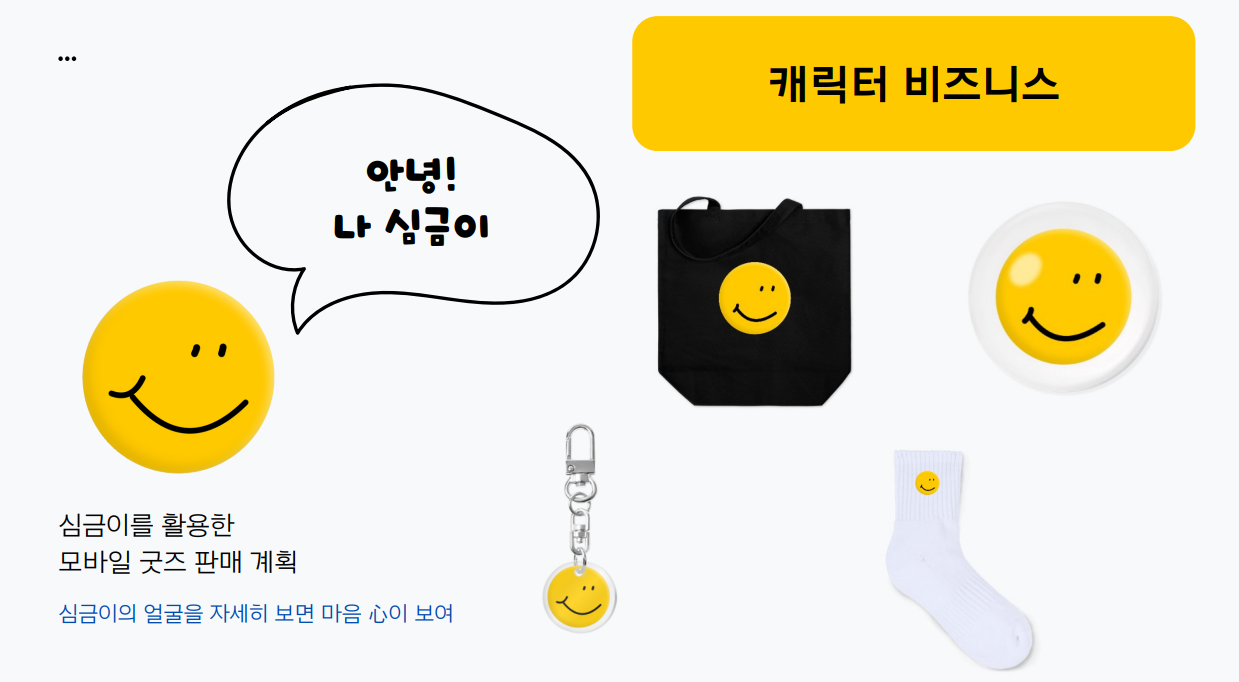 •••
캐릭터 비즈니스
안녕!
나 심금이
심금이를 활용한
모바일 굿즈 판매 계획
심금이의 얼굴을 자세히 보면 마음 心이 보여